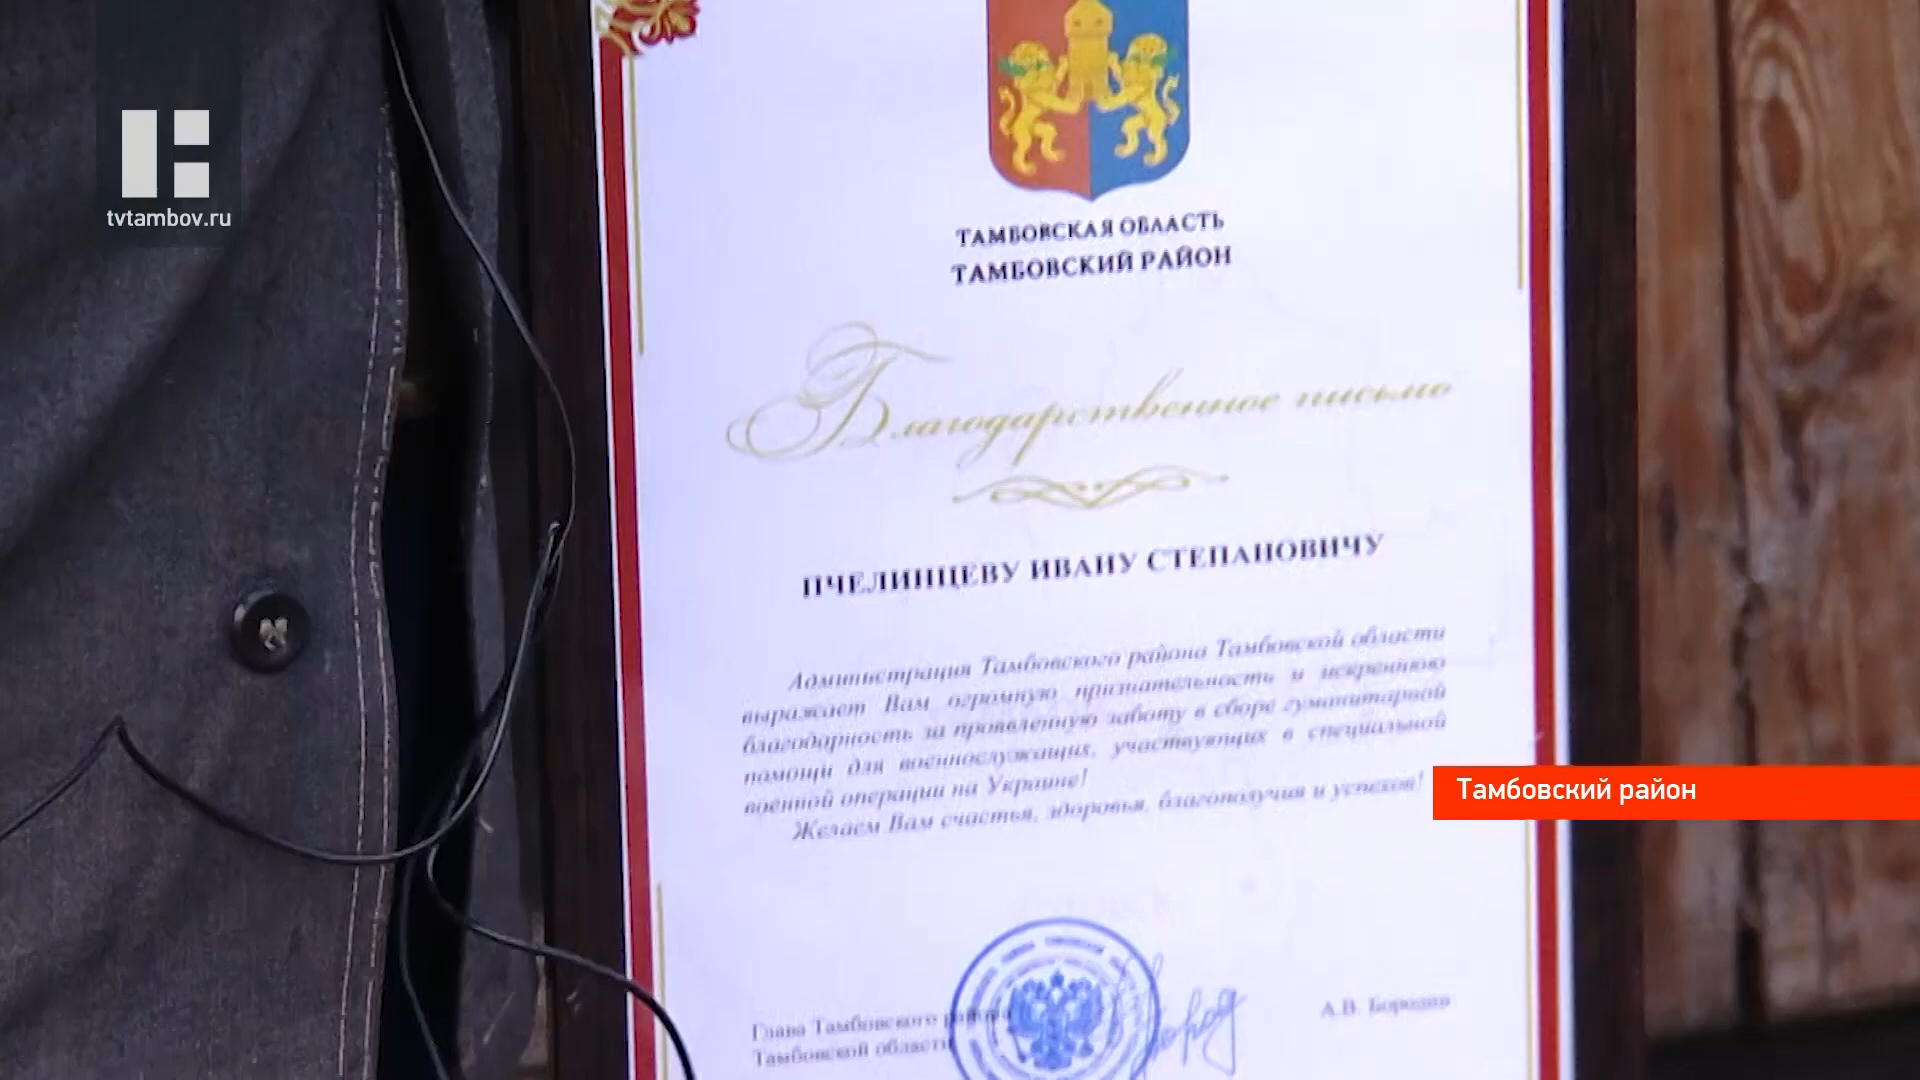 tvtambov.ru
ТАМБОВСКАЯ ОБЛАСТЬ
ТАМБОВСКИЙ РАЙОН
Благодарственное письмо
ПЧЕЛИНЦЕВУ ИВАНУ СТЕПАНОВИЧУ
Администрация Тамбовского района Тамбовской области
выражает Вам огромную признательность и искреннюю
благодарность за проявленную заботу в сборе гуманитарной
помощи для военнослужащих, участвующих в специальной
военной операции на Украине!
Желаем Вам счастья, здоровья, благополучия и успехов!
Тамбовский район
Глава Тамбовского района
Тамбовской области
А.В. Бородин